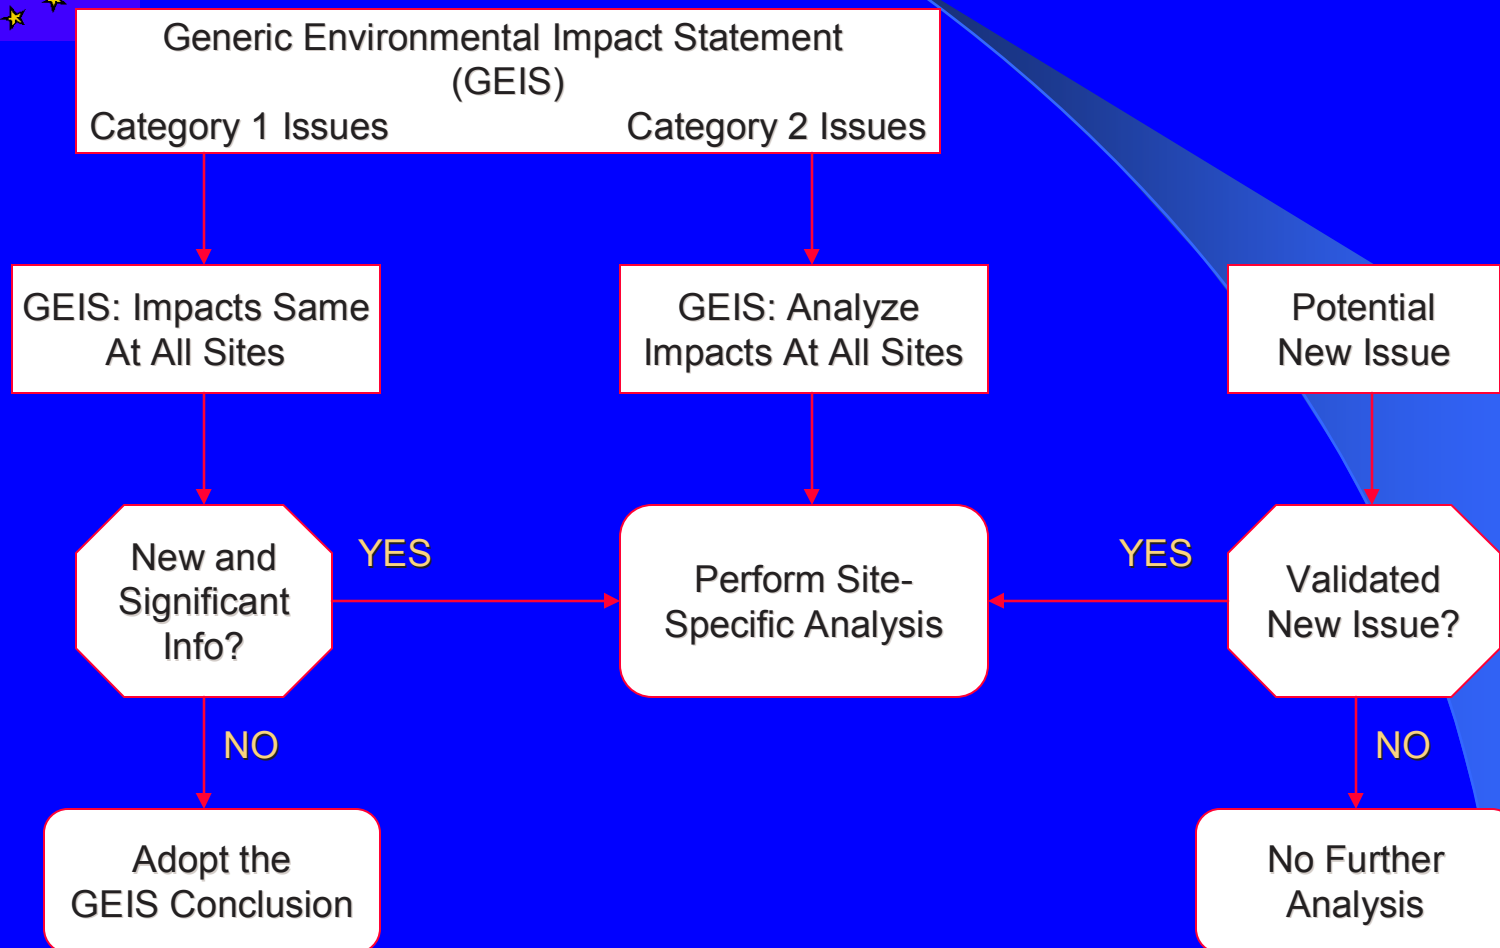 Generic Environmental Impact Statement
(GEIS)
Category 1 Issues
Category 2 Issues
GEIS: Impacts Same
At All Sites
GEIS: Analyze
Impacts At All Sites
Potential
New Issue
New and
Significant
Info?
YES
Perform Site-
Specific Analysis
YES
Validated
New Issue?
NO
NO
Adopt the
GEIS Conclusion
No Further
Analysis